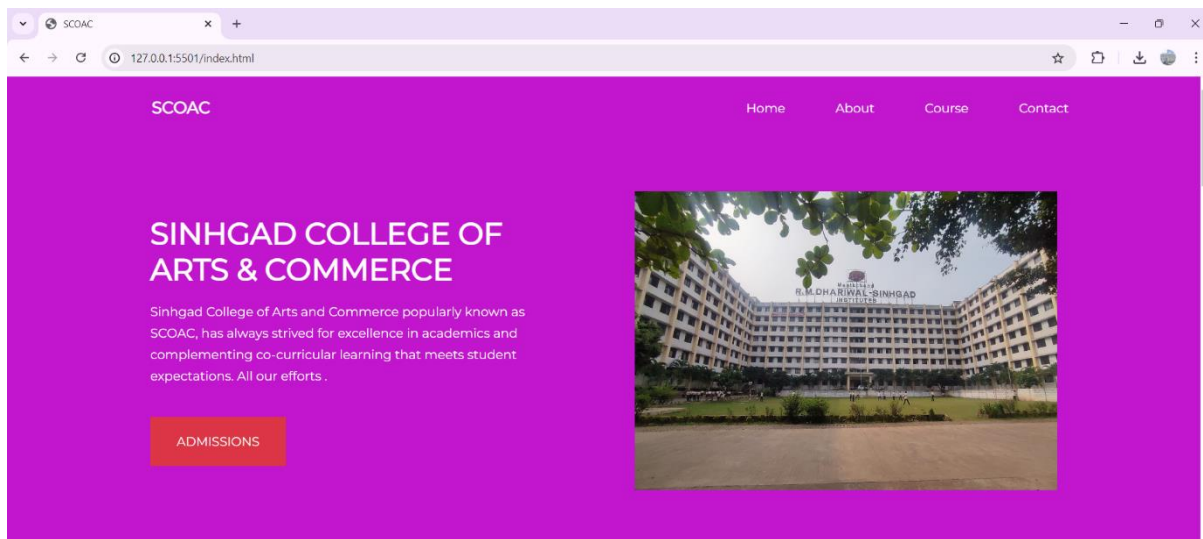 SCOAC
127.0.0.1:5501/index.html
SCOAC
Home About Course Contact
SINHGAD COLLEGE OF
ARTS & COMMERCE
Sinhgad College of Arts and Commerce popularly known as
SCOAC, has always strived for excellence in academics and
complementing co-curricular learning that meets student
expectations. All our efforts .
ADMISSIONS
R.M.DHARIWAL-SINHGAD
INSTITUTES